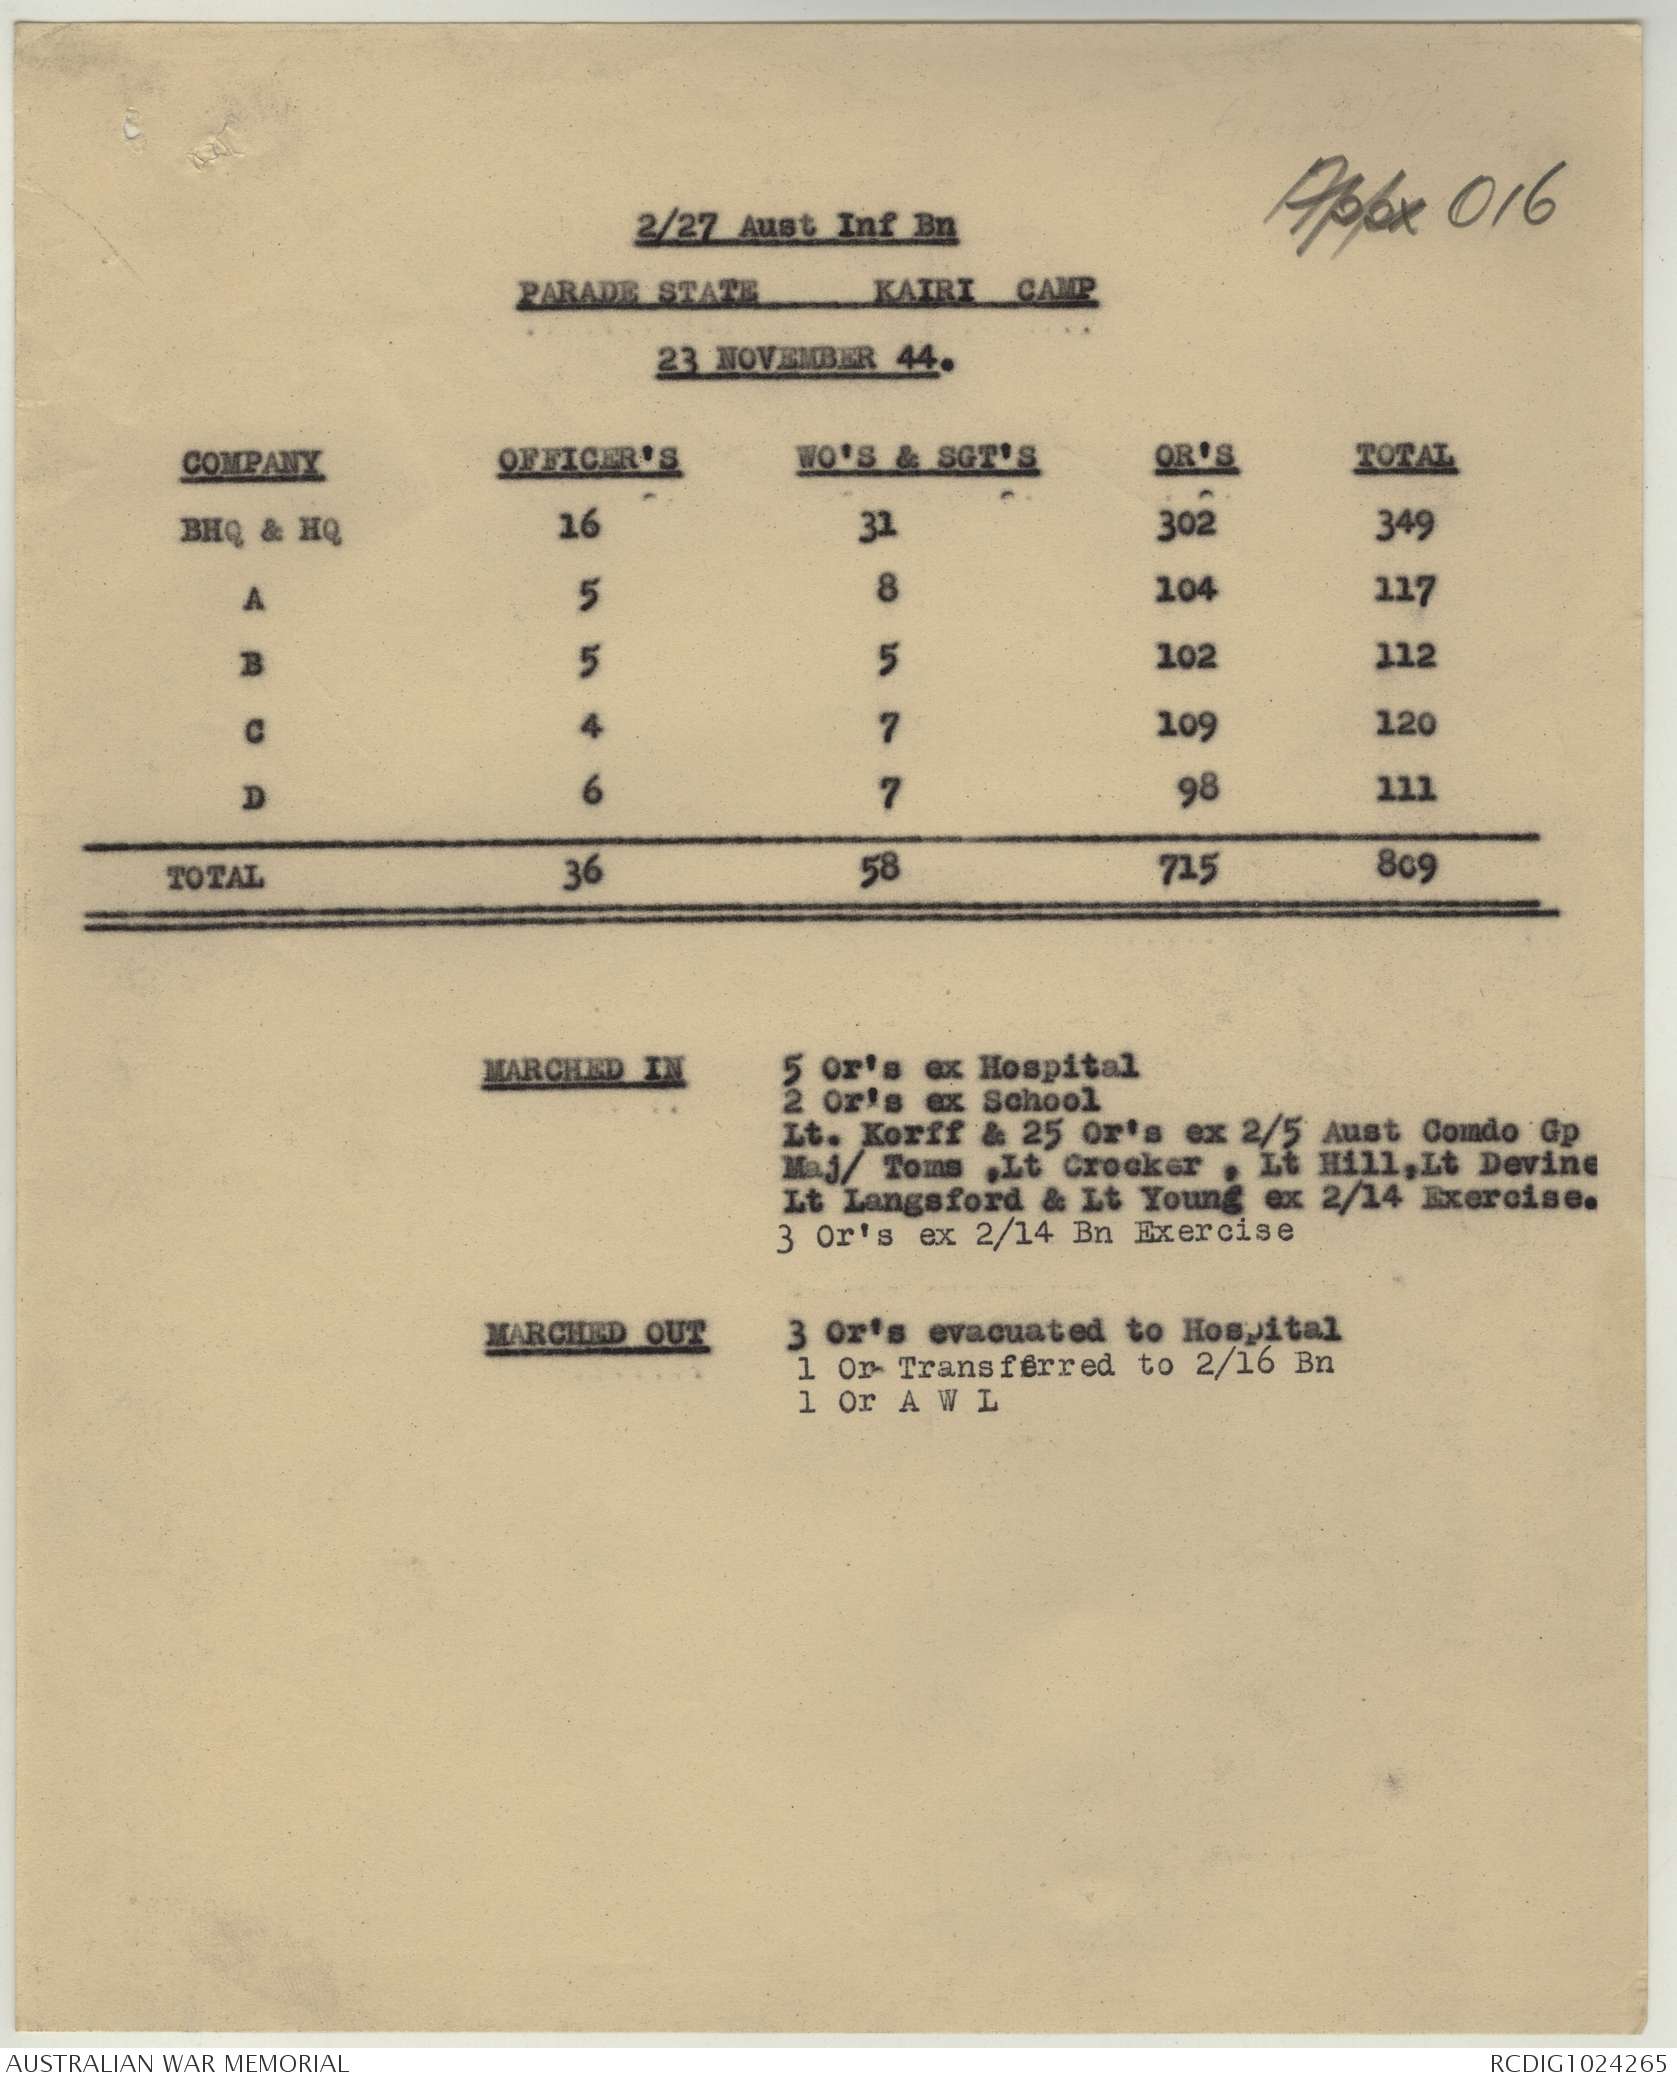 Appx 016
2/27 Aust Inf Bn
PARADE STATE KAIRI CAMP
23 NOVEMBER 44.
COMPANY OFFICER'S WO'S & SGT'S OR'S TOTAL
BHQ & HQ 16 31 302 349
A 5 8 104 117
B 5 5 102 112
C 4 7 109 120
D 6 7 98 111
TOTAL 36 58 715 809
MARCHED IN 5 Or's ex Hospital
2 Or's ex School
Lt. Korff & 25 Or's ex 2/5 Aust Comdo Gp
Maj/ Toms ,Lt Crocker , Lt Hill,Lt Devine
Lt Langsford & Lt Young ex 2/14 Exercise.
3 Or's ex 2/14 Bn Exercise
MARCHED OUT 3 Or's evacuated to Hospital
1 Or Transferred to 2/16 Bn
1 Or A W L
AUSTRALIAN WAR MEMORIAL RCDIG1024265